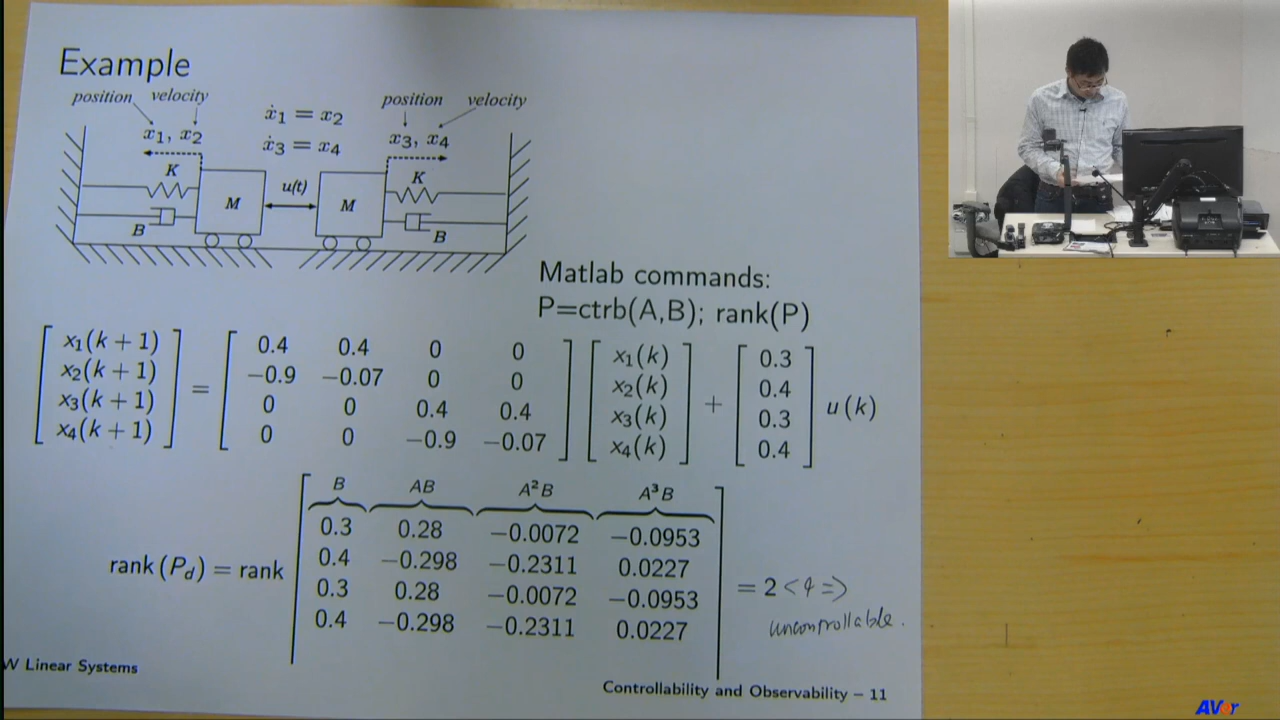 Example
position velocity
position velocity
x₁, x₂
ẋ₁ = x₂
ẋ₃ = x₄
x₃, x₄
K
K
M
u(t)
M
B
B
Matlab commands:
P=ctrb(A,B); rank(P)
[x₁(k + 1)] = [0.4 0.4 0 0] [x₁(k)] + [0.3] u(k)
[x₂(k + 1)] [−0.9 −0.07 0 0] [x₂(k)] [0.4]
[x₃(k + 1)] [0 0 0.4 0.4] [x₃(k)] [0.3]
[x₄(k + 1)] [0 0 −0.9 −0.07] [x₄(k)] [0.4]
B AB A²B A³B
0.3 0.28 −0.0072 −0.0953
0.4 −0.298 −0.2311 0.0227
rank (P_d) = rank
0.3 0.28 −0.0072 −0.0953
0.4 −0.298 −0.2311 0.0227
= 2 < 4 ⇒
uncontrollable.
W Linear Systems
Controllability and Observability – 11
AVer